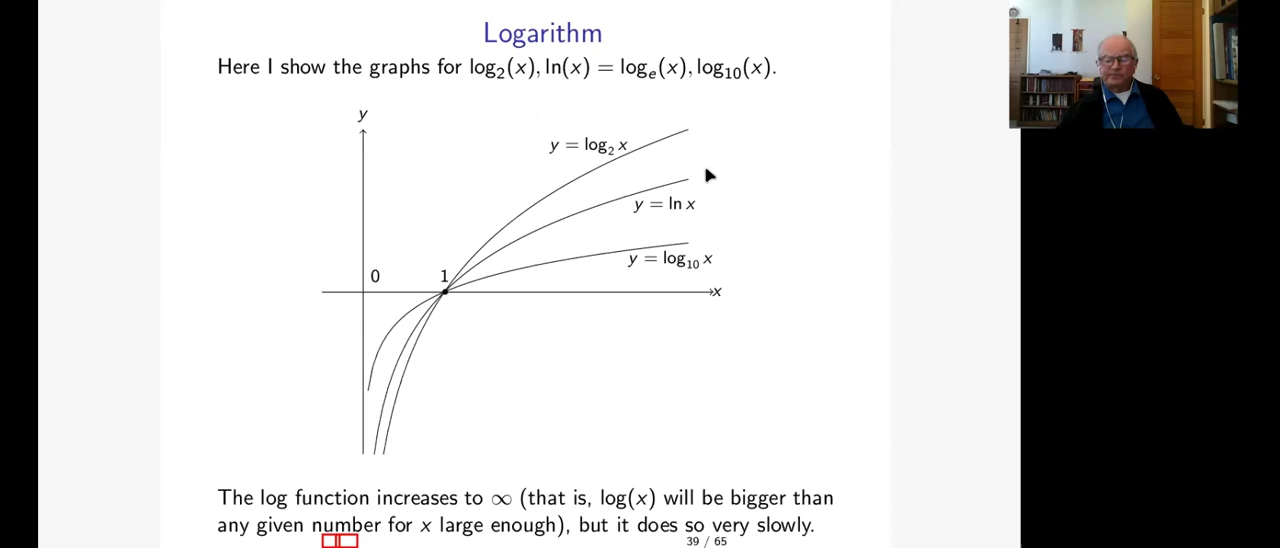 Logarithm
Here I show the graphs for log₂(x), ln(x) = logₑ(x), log₁₀(x).
y
y = log₂ x
y = ln x
y = log₁₀ x
0
1
x
The log function increases to ∞ (that is, log(x) will be bigger than
any given number for x large enough), but it does so very slowly.
39 / 65